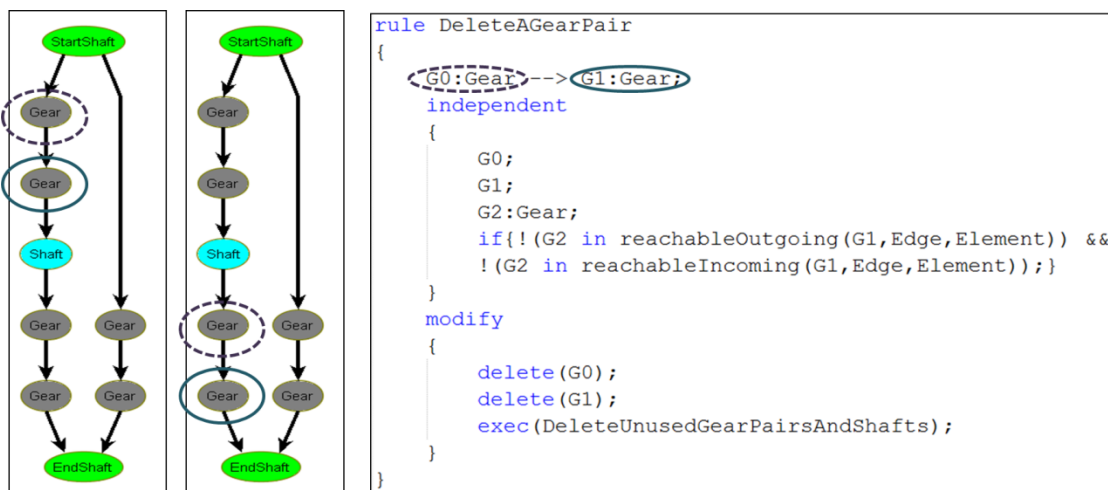 StartShaft
Gear
Gear
Shaft
Gear Gear
Gear Gear
EndShaft
StartShaft
Gear
Gear
Shaft
Gear Gear
Gear Gear
EndShaft
rule DeleteAGearPair
{
G0:Gear --> G1:Gear;
independent
{
G0;
G1;
G2:Gear;
if{!(G2 in reachableOutgoing(G1,Edge,Element)) &&
!(G2 in reachableIncoming(G1,Edge,Element));}
}
modify
{
delete(G0);
delete(G1);
exec(DeleteUnusedGearPairsAndShafts);
}
}